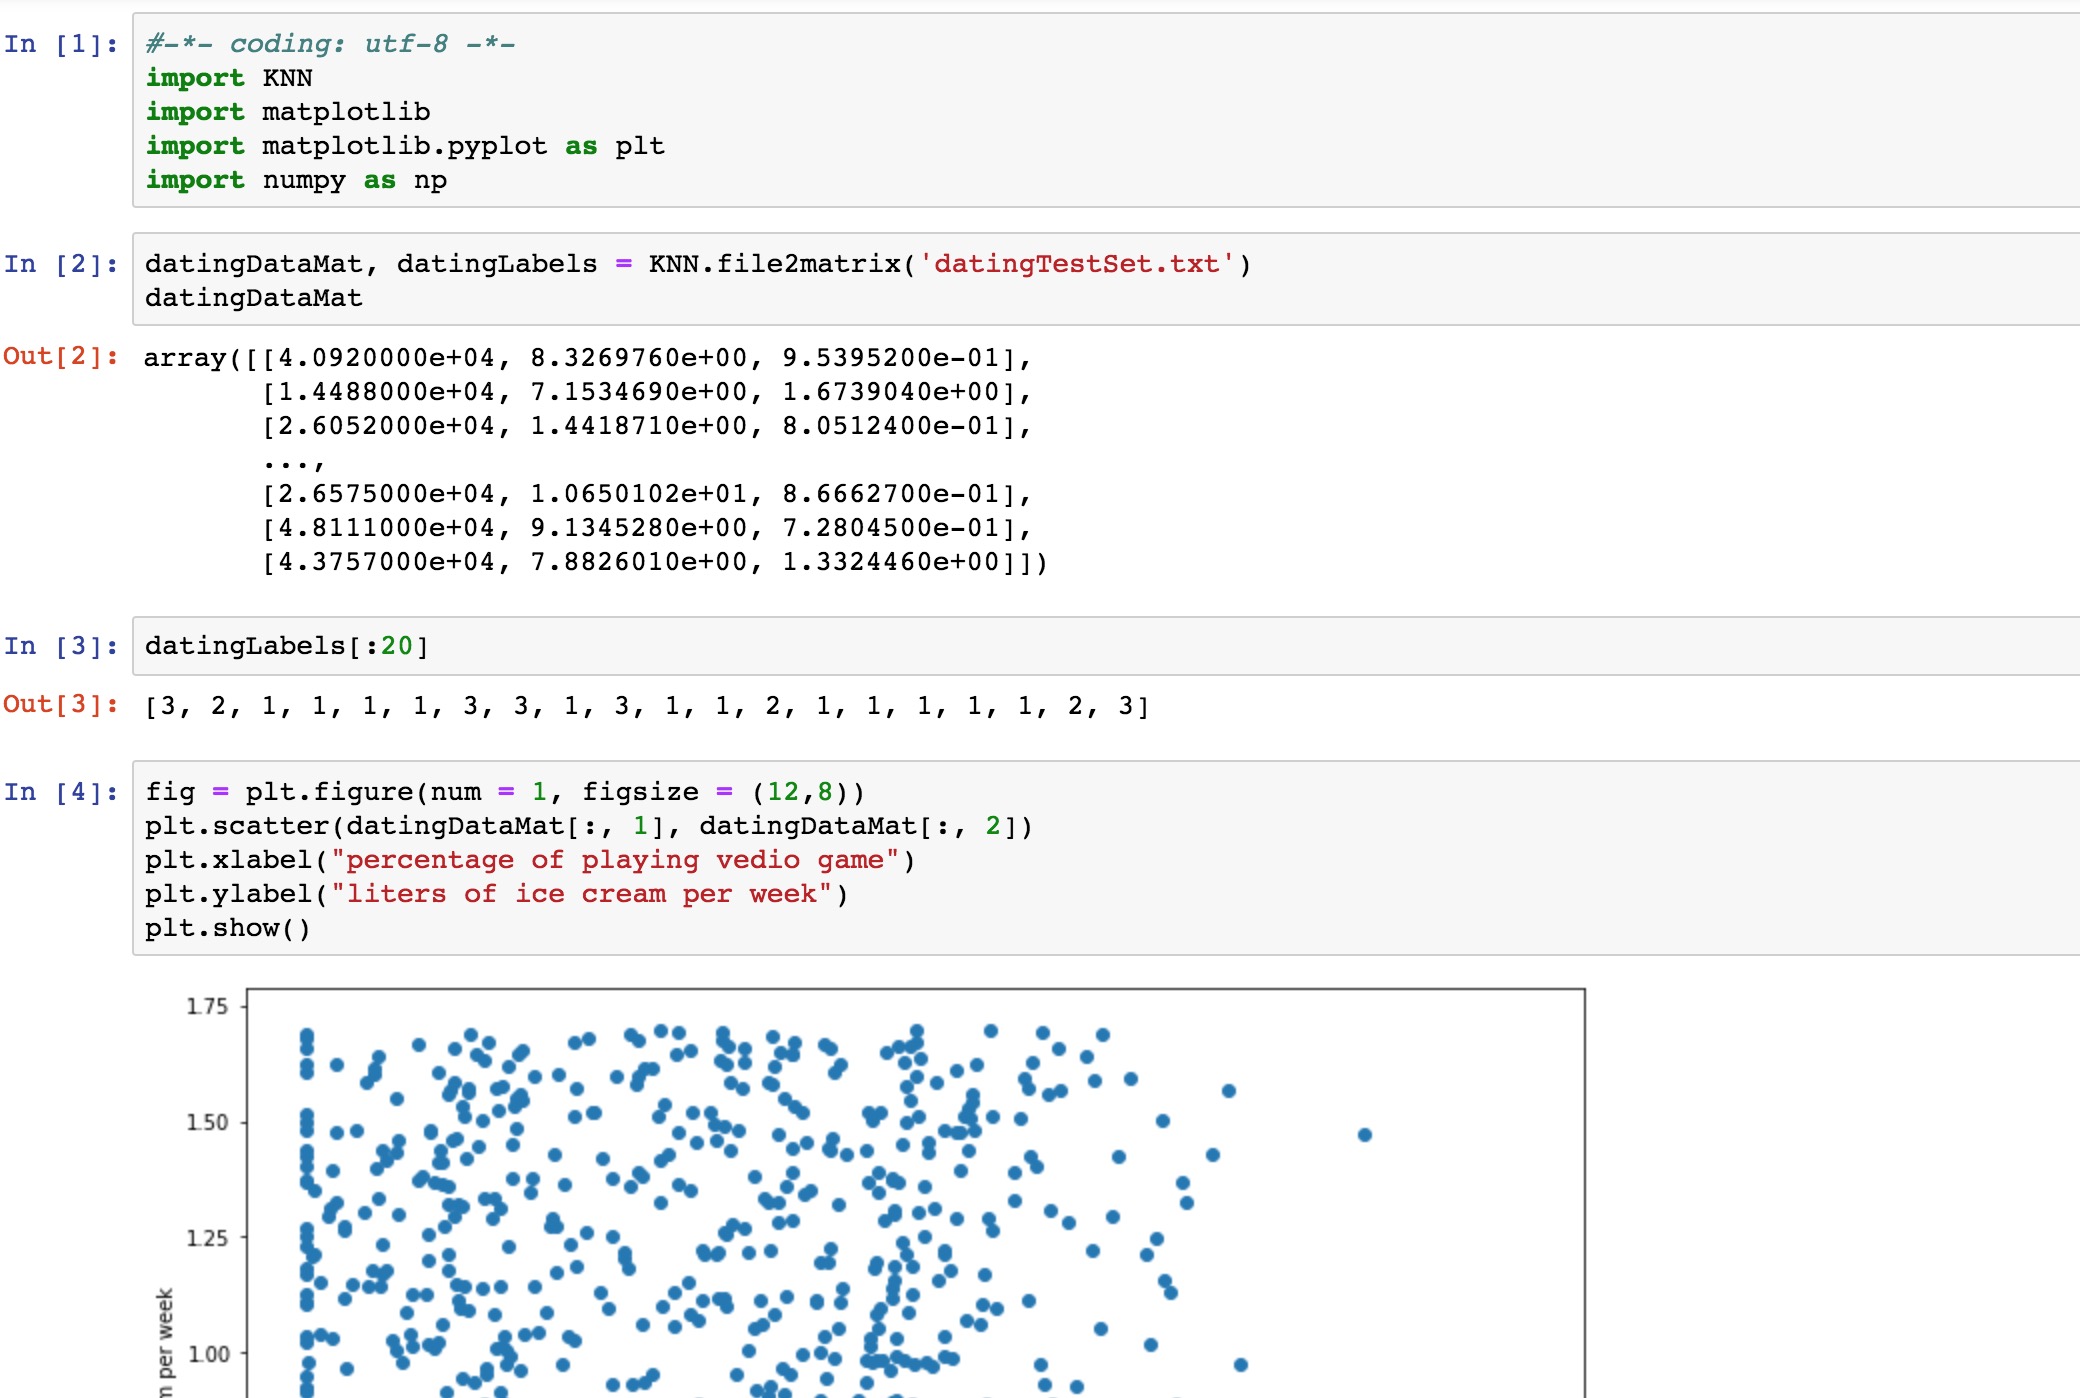 In [1]: #-*- coding: utf-8 -*-
import KNN
import matplotlib
import matplotlib.pyplot as plt
import numpy as np
In [2]: datingDataMat, datingLabels = KNN.file2matrix('datingTestSet.txt')
datingDataMat
Out[2]: array([[4.0920000e+04, 8.3269760e+00, 9.5395200e-01],
[1.4488000e+04, 7.1534690e+00, 1.6739040e+00],
[2.6052000e+04, 1.4418710e+00, 8.0512400e-01],
...,
[2.6575000e+04, 1.0650102e+01, 8.6662700e-01],
[4.8111000e+04, 9.1345280e+00, 7.2804500e-01],
[4.3757000e+04, 7.8826010e+00, 1.3324460e+00]])
In [3]: datingLabels[:20]
Out[3]: [3, 2, 1, 1, 1, 1, 3, 3, 1, 3, 1, 1, 2, 1, 1, 1, 1, 1, 2, 3]
In [4]: fig = plt.figure(num = 1, figsize = (12,8))
plt.scatter(datingDataMat[:, 1], datingDataMat[:, 2])
plt.xlabel("percentage of playing vedio game")
plt.ylabel("liters of ice cream per week")
plt.show()
1.75
1.50
1.25
1.00
per week